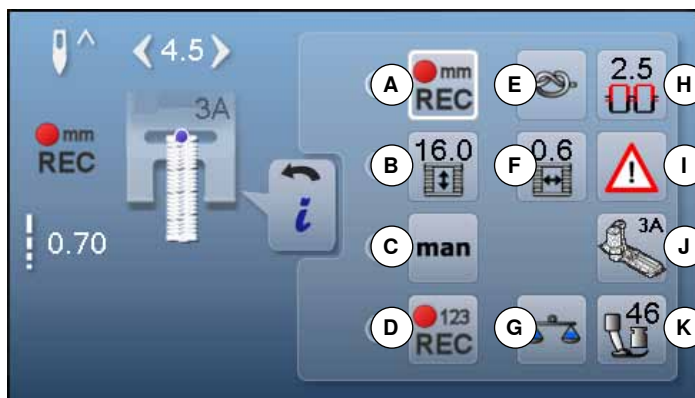 4.5
3A
mm
REC
0.70
i
A
mm
REC
E
2.5
H
B
16.0
F
0.6
I
!
C
man
3A
J
D
123
REC
G
46
K